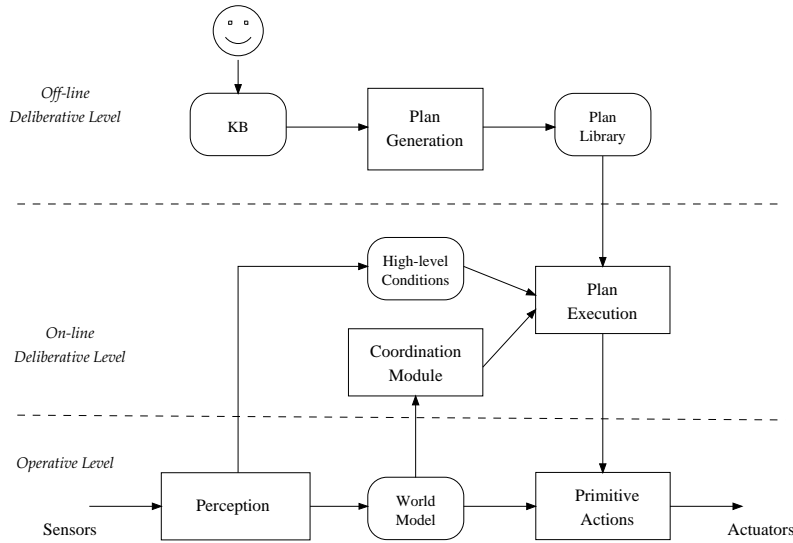 Off-line
Deliberative Level
KB
Plan
Generation
Plan
Library
On-line
Deliberative Level
High-level
Conditions
Plan
Execution
Coordination
Module
Operative Level
Sensors
Perception
World
Model
Primitive
Actions
Actuators